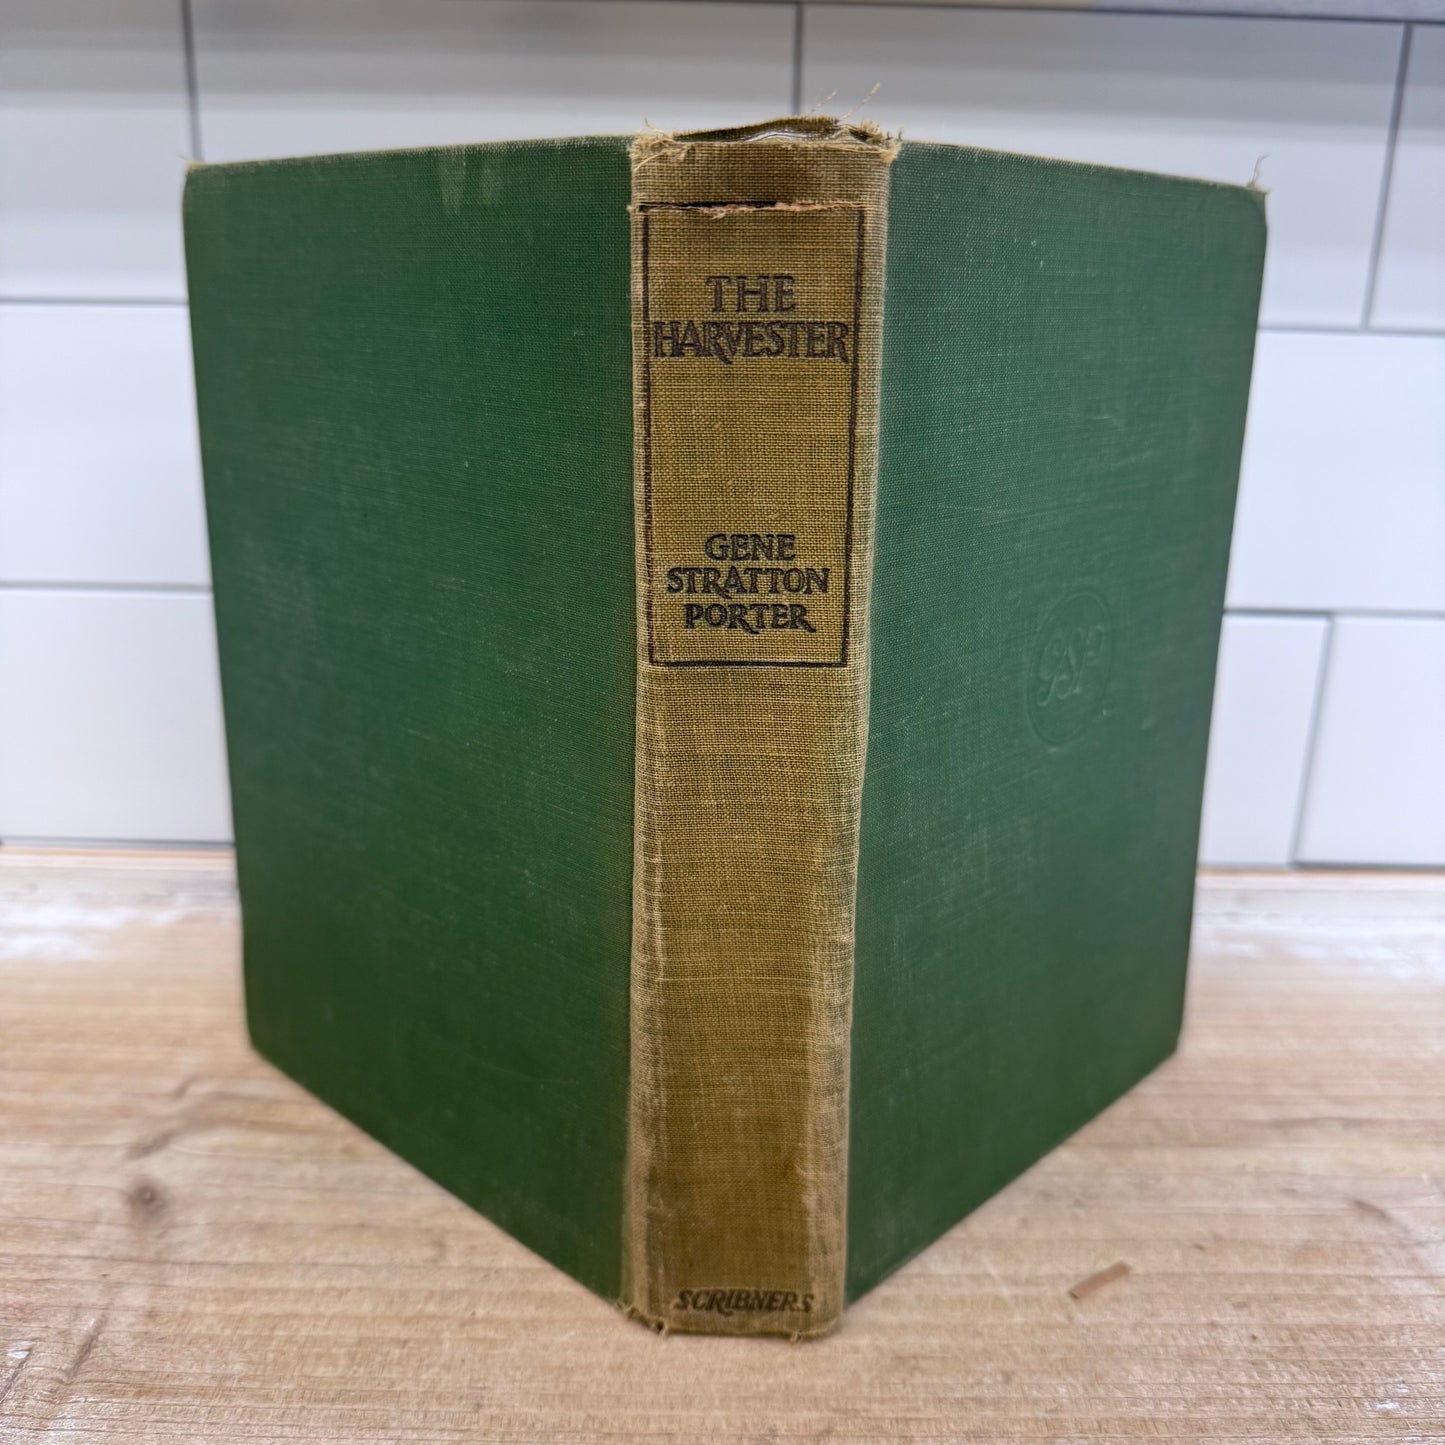 THE
HARVESTER
GENE
STRATTON
PORTER
GSP
SCRIBNERS